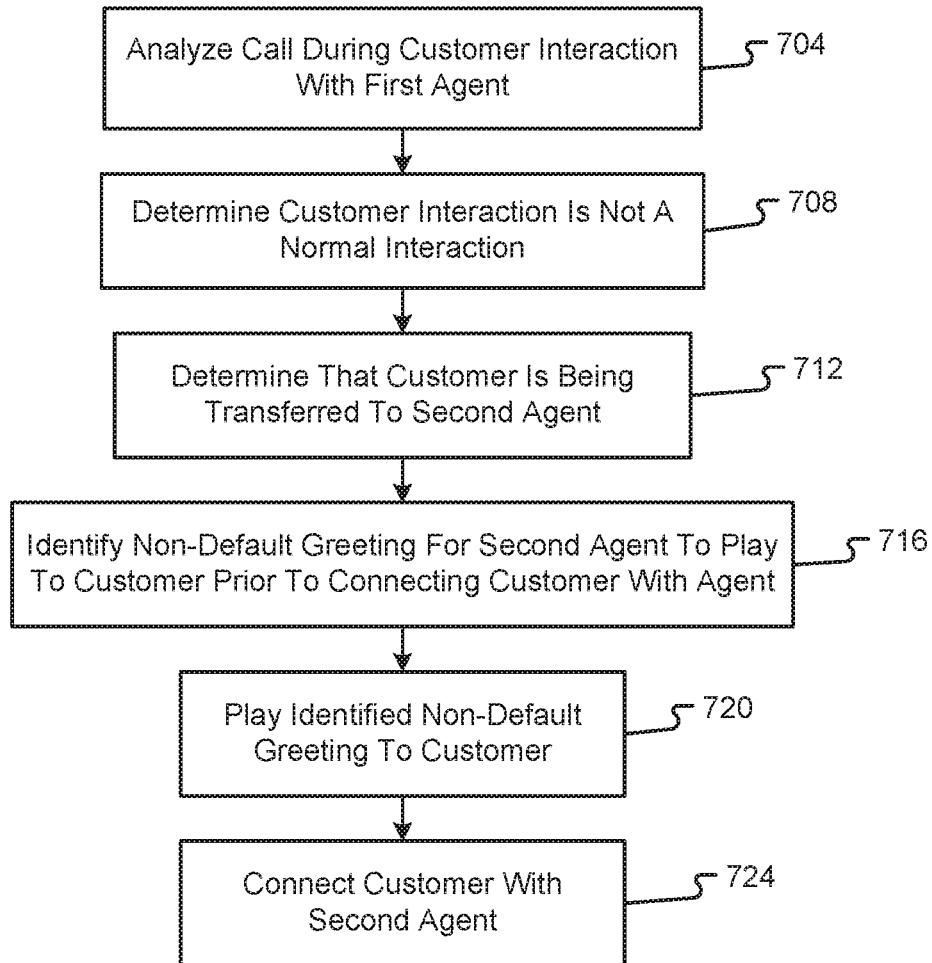 Analyze Call During Customer Interaction
With First Agent
704
Determine Customer Interaction Is Not A
Normal Interaction
708
Determine That Customer Is Being
Transferred To Second Agent
712
Identify Non-Default Greeting For Second Agent To Play
To Customer Prior To Connecting Customer With Agent
716
Play Identified Non-Default
Greeting To Customer
720
Connect Customer With
Second Agent
724